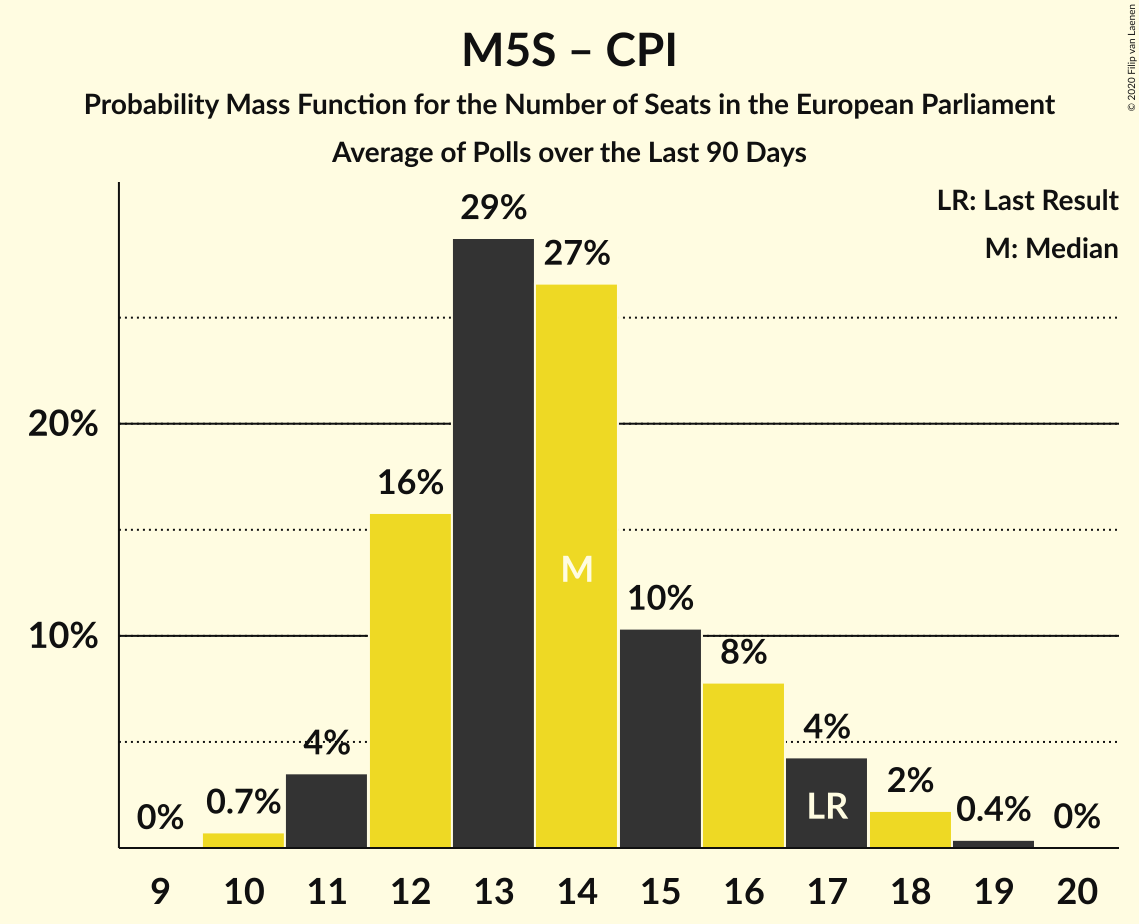 M5S – CPI
Probability Mass Function for the Number of Seats in the European Parliament
Average of Polls over the Last 90 Days
© 2020 Filip van Laenen
LR: Last Result
M: Median
29%
27%
20%
16%
M
10%
10%
8%
4%
4%
LR
2%
0%
0.7%
0.4%
0%
9 10 11 12 13 14 15 16 17 18 19 20